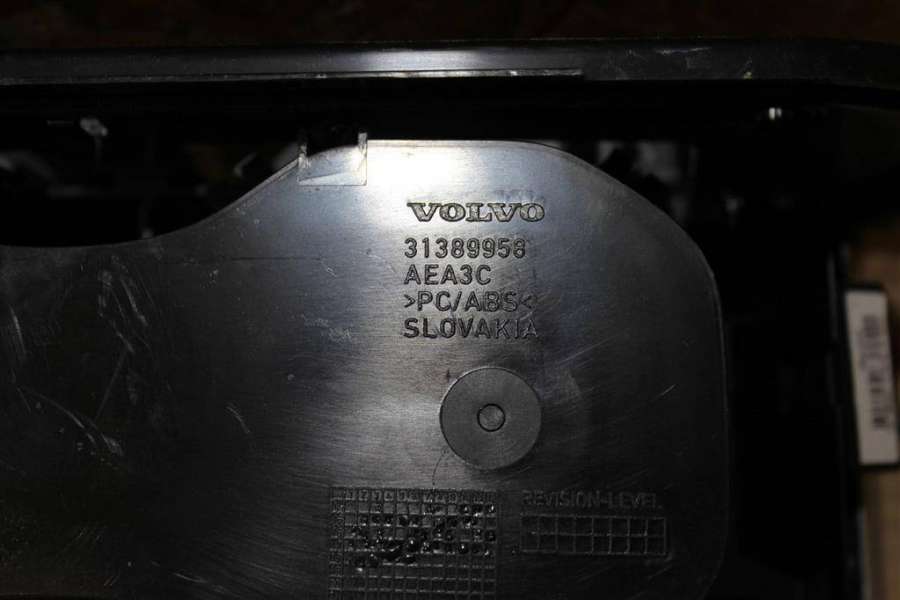 VOLVO
31389958
AEA3C
>PC/ABS<
SLOVAKIA
REVISION-LEVEL